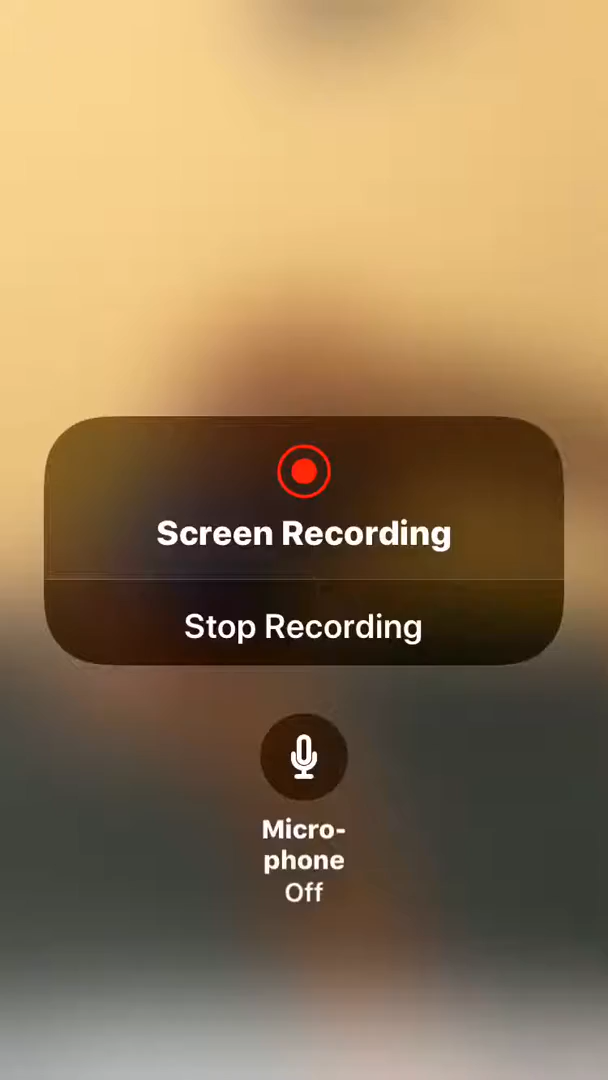 Screen Recording
Stop Recording
Micro-
phone
Off